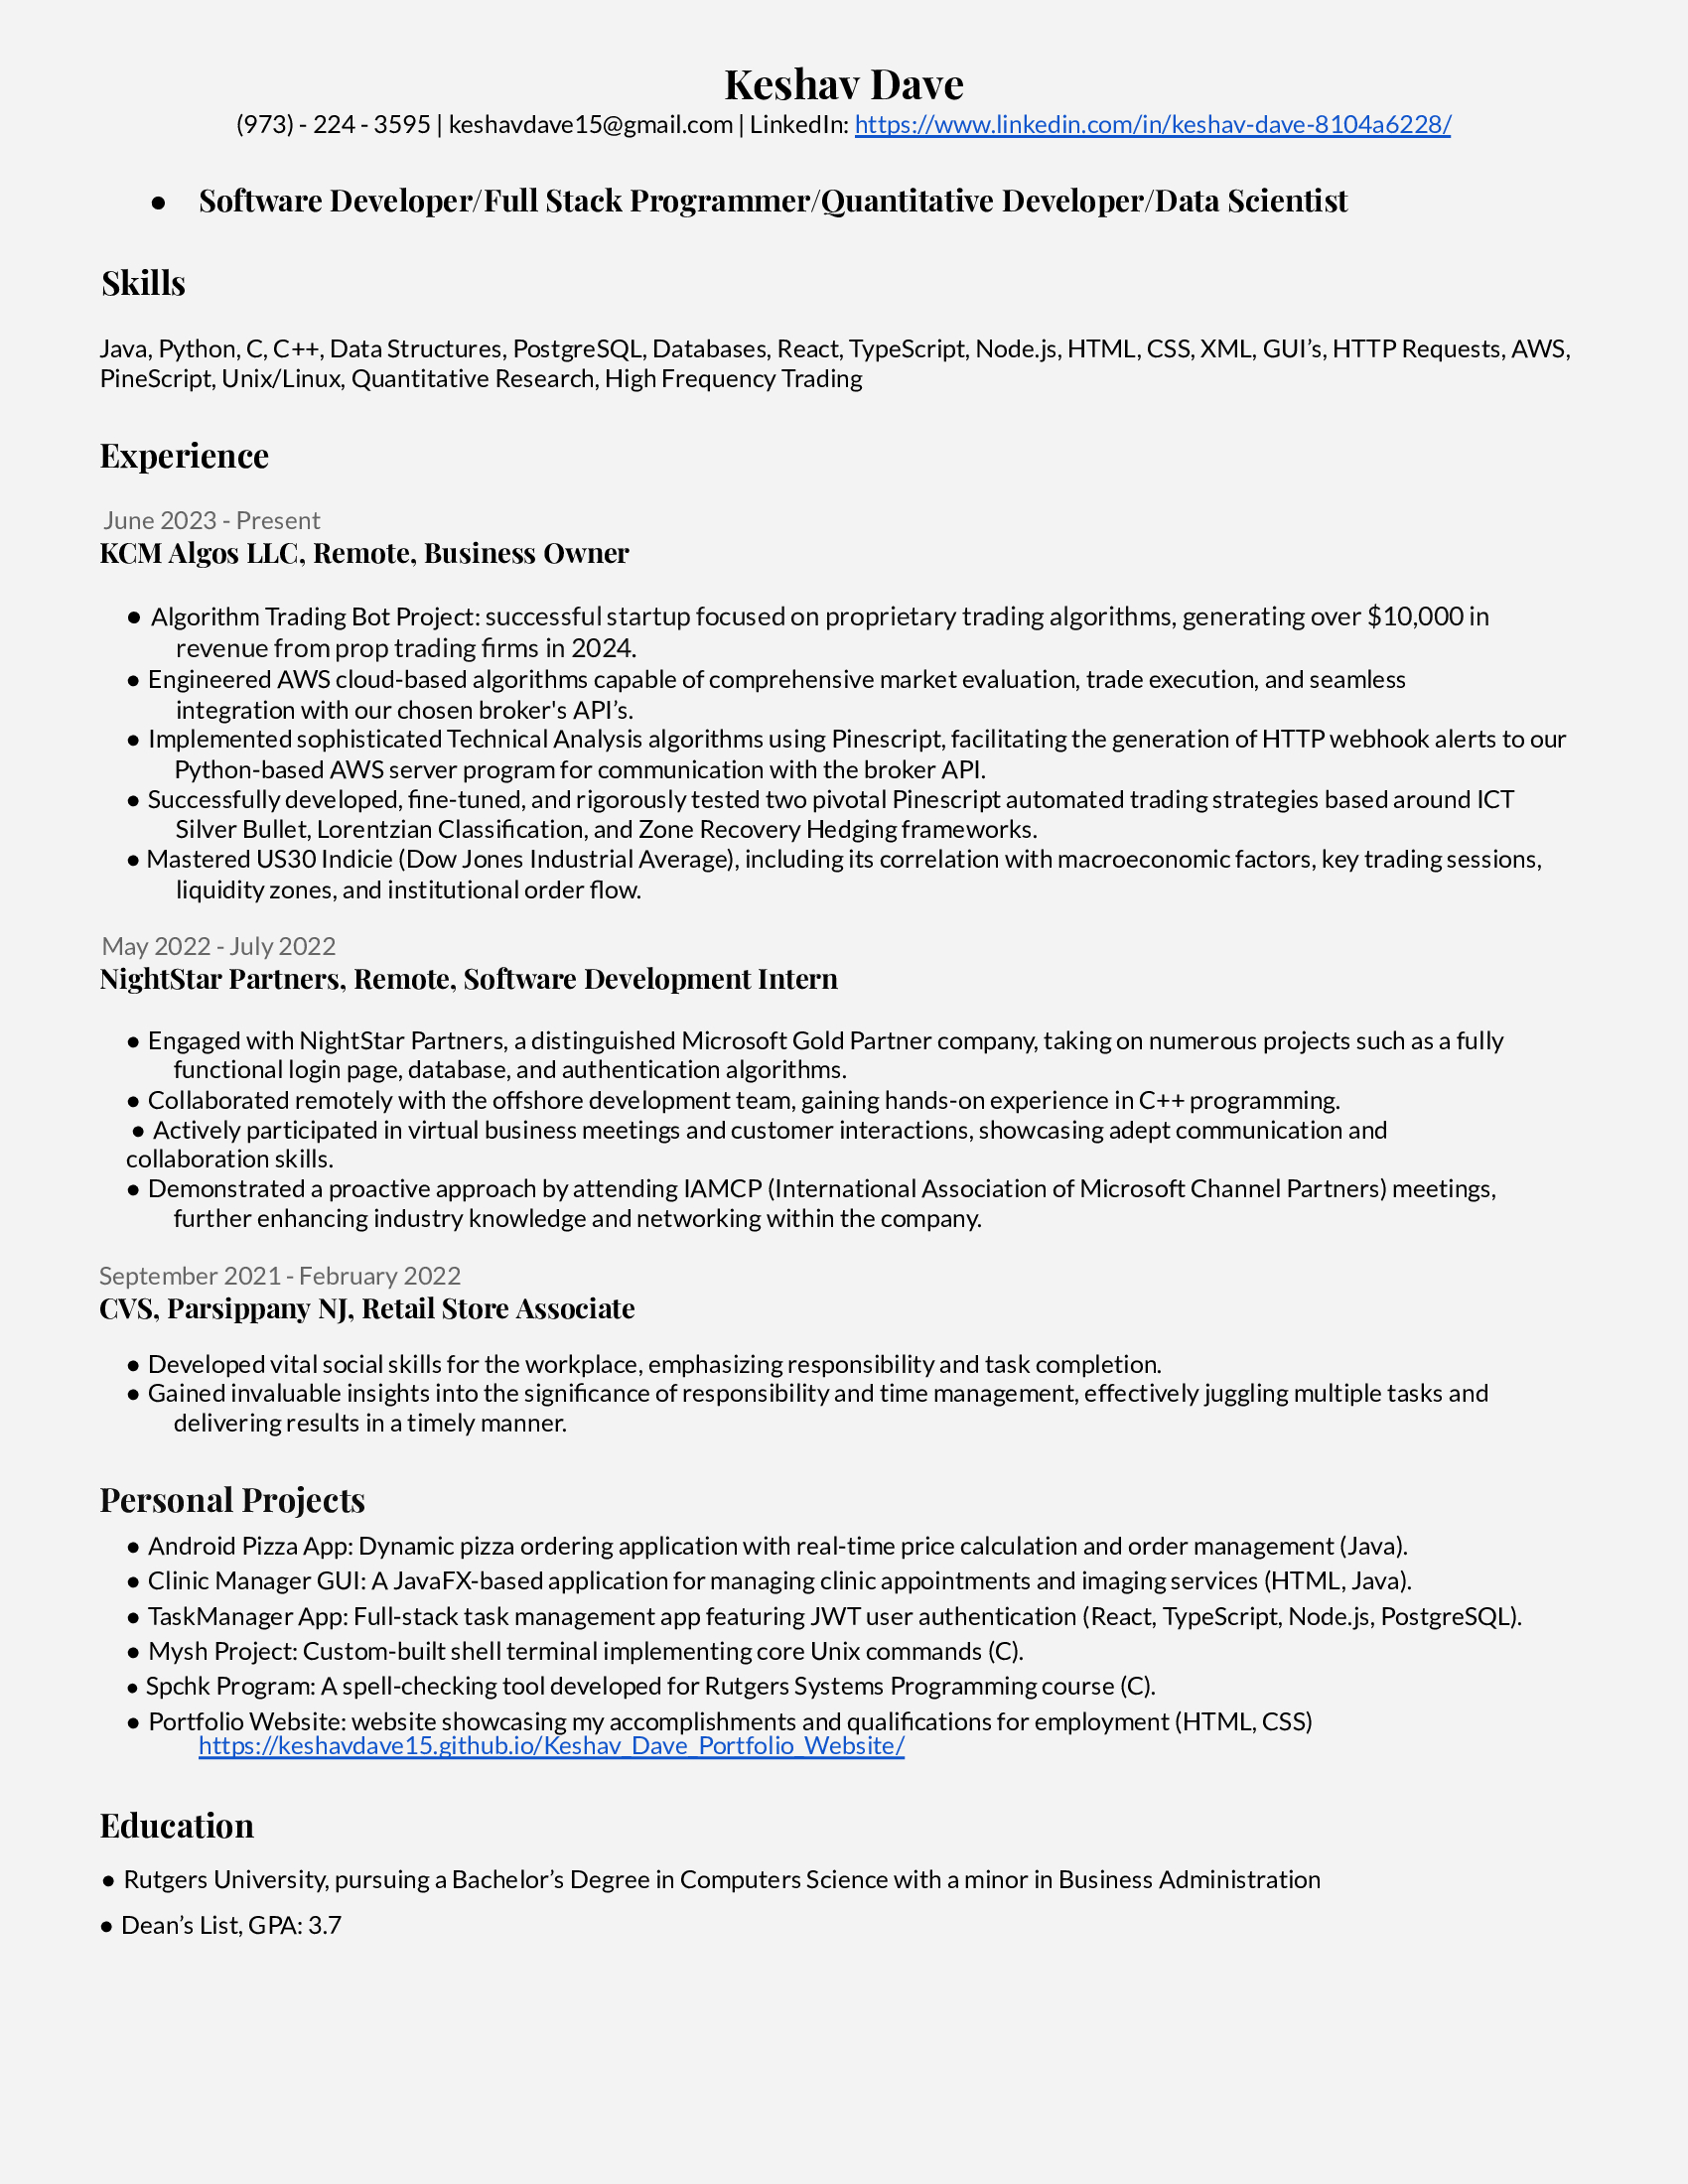 Keshav Dave
(973) - 224 - 3595 | keshavdave15@gmail.com | LinkedIn: https://www.linkedin.com/in/keshav-dave-8104a6228/
● Software Developer/Full Stack Programmer/Quantitative Developer/Data Scientist
Skills
Java, Python, C, C++, Data Structures, PostgreSQL, Databases, React, TypeScript, Node.js, HTML, CSS, XML, GUI’s, HTTP Requests, AWS,
PineScript, Unix/Linux, Quantitative Research, High Frequency Trading
Experience
June 2023 - Present
KCM Algos LLC, Remote, Business Owner
● Algorithm Trading Bot Project: successful startup focused on proprietary trading algorithms, generating over $10,000 in
revenue from prop trading firms in 2024.
● Engineered AWS cloud-based algorithms capable of comprehensive market evaluation, trade execution, and seamless
integration with our chosen broker's API’s.
● Implemented sophisticated Technical Analysis algorithms using Pinescript, facilitating the generation of HTTP webhook alerts to our
Python-based AWS server program for communication with the broker API.
● Successfully developed, fine-tuned, and rigorously tested two pivotal Pinescript automated trading strategies based around ICT
Silver Bullet, Lorentzian Classification, and Zone Recovery Hedging frameworks.
● Mastered US30 Indicie (Dow Jones Industrial Average), including its correlation with macroeconomic factors, key trading sessions,
liquidity zones, and institutional order flow.
May 2022 - July 2022
NightStar Partners, Remote, Software Development Intern
● Engaged with NightStar Partners, a distinguished Microsoft Gold Partner company, taking on numerous projects such as a fully
functional login page, database, and authentication algorithms.
● Collaborated remotely with the offshore development team, gaining hands-on experience in C++ programming.
● Actively participated in virtual business meetings and customer interactions, showcasing adept communication and
collaboration skills.
● Demonstrated a proactive approach by attending IAMCP (International Association of Microsoft Channel Partners) meetings,
further enhancing industry knowledge and networking within the company.
September 2021 - February 2022
CVS, Parsippany NJ, Retail Store Associate
● Developed vital social skills for the workplace, emphasizing responsibility and task completion.
● Gained invaluable insights into the significance of responsibility and time management, effectively juggling multiple tasks and
delivering results in a timely manner.
Personal Projects
● Android Pizza App: Dynamic pizza ordering application with real-time price calculation and order management (Java).
● Clinic Manager GUI: A JavaFX-based application for managing clinic appointments and imaging services (HTML, Java).
● TaskManager App: Full-stack task management app featuring JWT user authentication (React, TypeScript, Node.js, PostgreSQL).
● Mysh Project: Custom-built shell terminal implementing core Unix commands (C).
● Spchk Program: A spell-checking tool developed for Rutgers Systems Programming course (C).
● Portfolio Website: website showcasing my accomplishments and qualifications for employment (HTML, CSS)
https://keshavdave15.github.io/Keshav_Dave_Portfolio_Website/
Education
● Rutgers University, pursuing a Bachelor’s Degree in Computers Science with a minor in Business Administration
● Dean’s List, GPA: 3.7